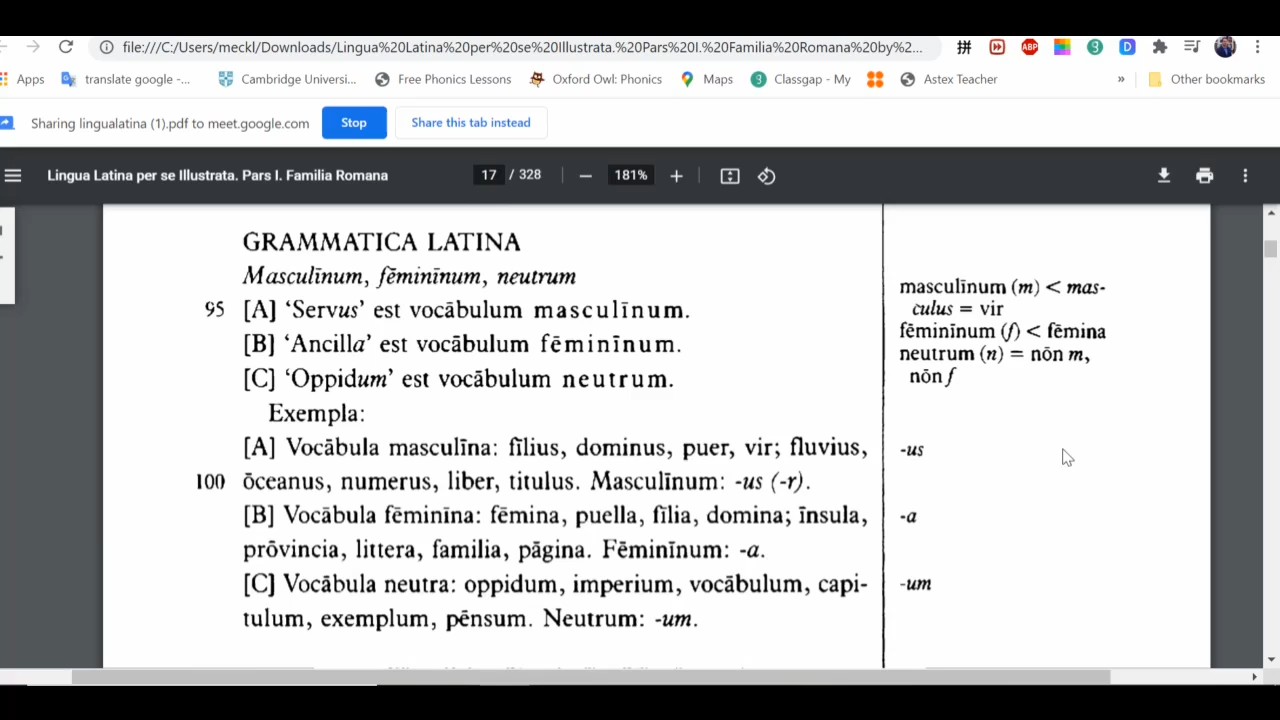 file:///C:/Users/meckl/Downloads/Lingua%20Latina%20per%20se%20Illustrata.%20Pars%20I.%20Familia%20Romana%20by%2...
Apps translate google -... Cambridge Universi... Free Phonics Lessons Oxford Owl: Phonics Maps Classgap - My Astex Teacher » Other bookmarks
Sharing lingualatina (1).pdf to meet.google.com Stop Share this tab instead
Lingua Latina per se Illustrata. Pars I. Familia Romana 17 / 328 181%
GRAMMATICA LATINA
Masculīnum, fēminīnum, neutrum
95 [A] ‘Servus’ est vocābulum masculīnum.
[B] ‘Ancilla’ est vocābulum fēminīnum.
[C] ‘Oppidum’ est vocābulum neutrum.
Exempla:
[A] Vocābula masculīna: fīlius, dominus, puer, vir; fluvius,
100 ōceanus, numerus, liber, titulus. Masculīnum: -us (-r).
[B] Vocābula fēminīna: fēmina, puella, fīlia, domina; īnsula,
prōvincia, littera, familia, pāgina. Fēminīnum: -a.
[C] Vocābula neutra: oppidum, imperium, vocābulum, capi-
tulum, exemplum, pēnsum. Neutrum: -um.
masculīnum (m) < mas-
culus = vir
fēminīnum (f) < fēmina
neutrum (n) = nōn m,
nōn f
-us
-a
-um